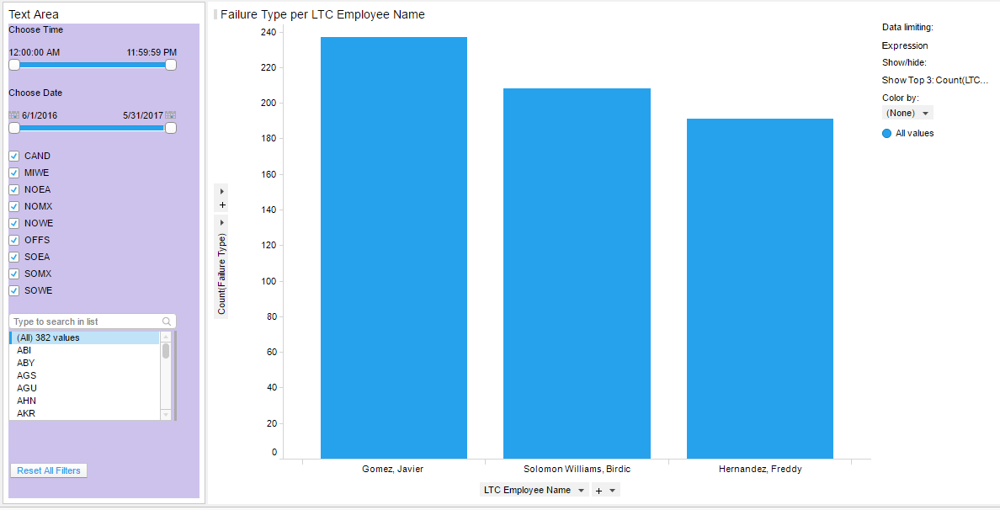 Text Area
Choose Time
12:00:00 AM 11:59:59 PM
Choose Date
6/1/2016 5/31/2017
CAND
MIWE
NOEA
NOMX
NOWE
OFFS
SOEA
SOMX
SOWE
Type to search in list
(All) 382 values
ABI
ABY
AGS
AGU
AHN
AKR
Reset All Filters
Failure Type per LTC Employee Name
+
Count(Failure Type)
240
220
200
180
160
140
120
100
80
60
40
20
0
Gomez, Javier Solomon Williams, Birdic Hernandez, Freddy
LTC Employee Name +
Data limiting:
Expression
Show/hide:
Show Top 3: Count(LTC...
Color by:
(None)
All values